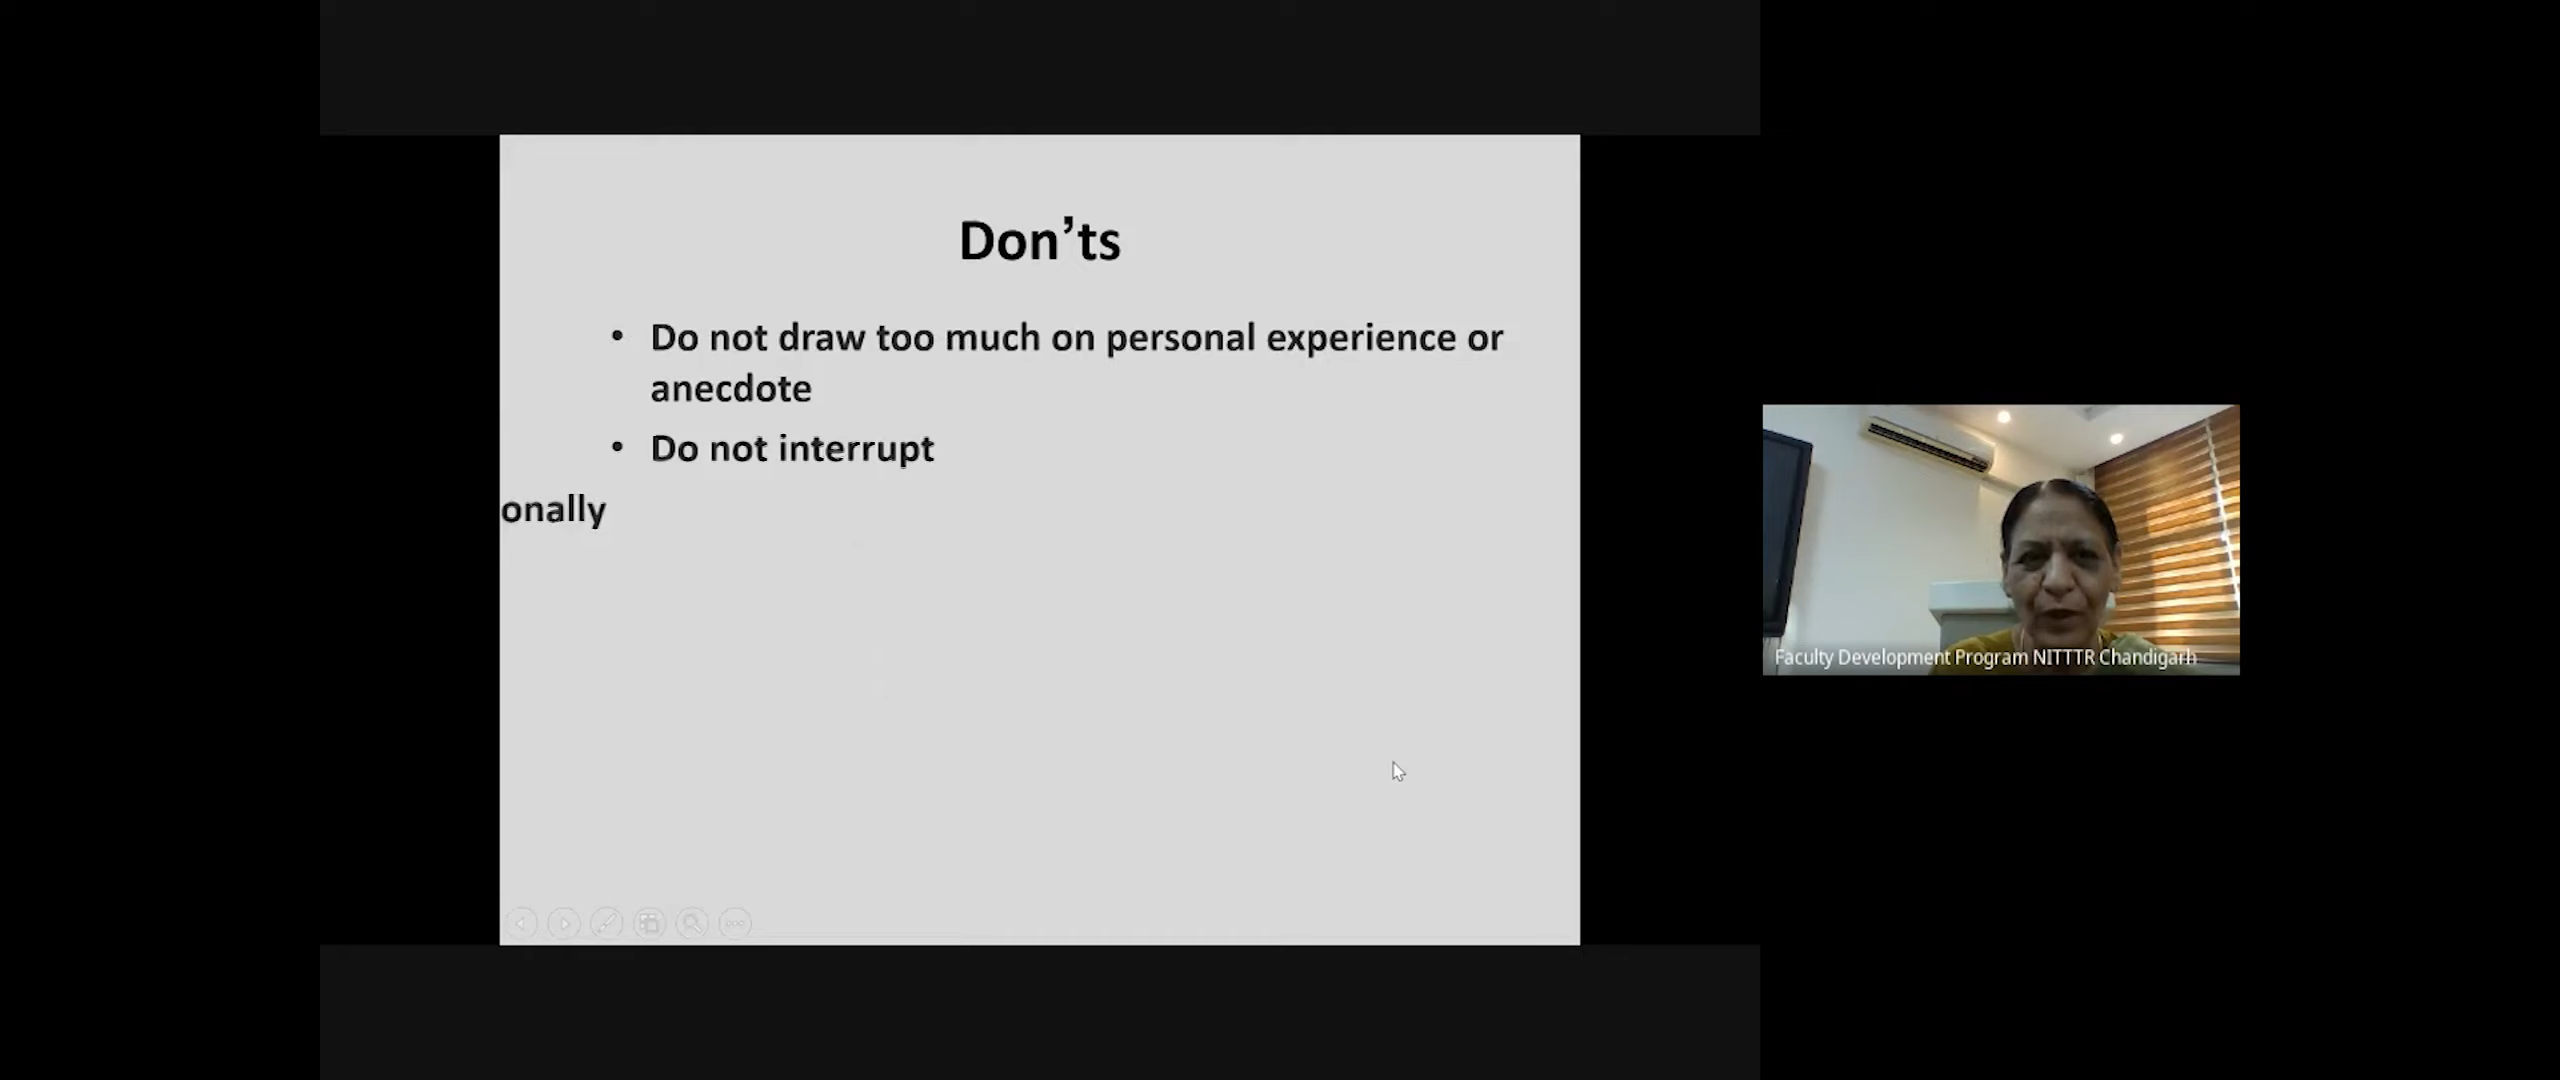 Don’ts
• Do not draw too much on personal experience or
anecdote
• Do not interrupt
onally
Faculty Development Program NITTTR Chandigarh